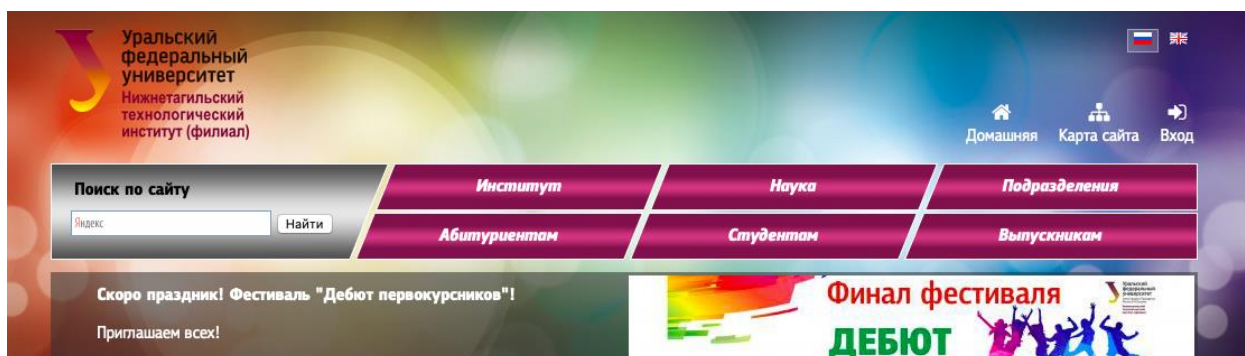 Уральский
федеральный
университет
Нижнетагильский
технологический
институт (филиал)
Домашняя Карта сайта Вход
Поиск по сайту
Яндекс Найти
Институт Наука Подразделения
Абитуриентам Студентам Выпускникам
Скоро праздник! Фестиваль "Дебют первокурсников"!
Приглашаем всех!
Финал фестиваля
ДЕБЮТ